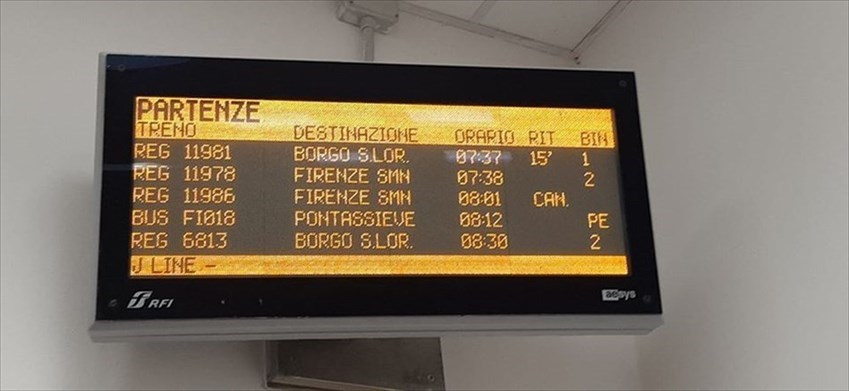 PARTENZE
TRENO DESTINAZIONE ORARIO RIT BIN
REG 11981 BORGO S.LOR. 07:37 15' 1
REG 11978 FIRENZE SMN 07:38 2
REG 11986 FIRENZE SMN 08:01 CAN.
BUS FI018 PONTASSIEVE 08:12 PE
REG 6813 BORGO S.LOR. 08:30 2
J LINE -
RFI aesys